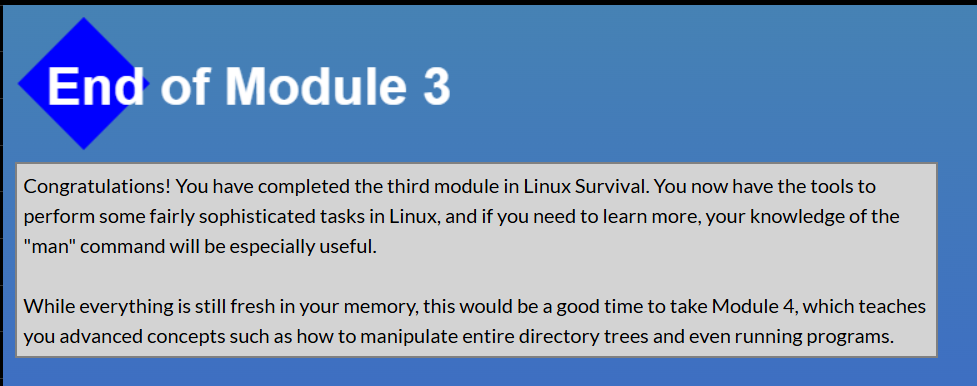 End of Module 3
Congratulations! You have completed the third module in Linux Survival. You now have the tools to
perform some fairly sophisticated tasks in Linux, and if you need to learn more, your knowledge of the
"man" command will be especially useful.
While everything is still fresh in your memory, this would be a good time to take Module 4, which teaches
you advanced concepts such as how to manipulate entire directory trees and even running programs.